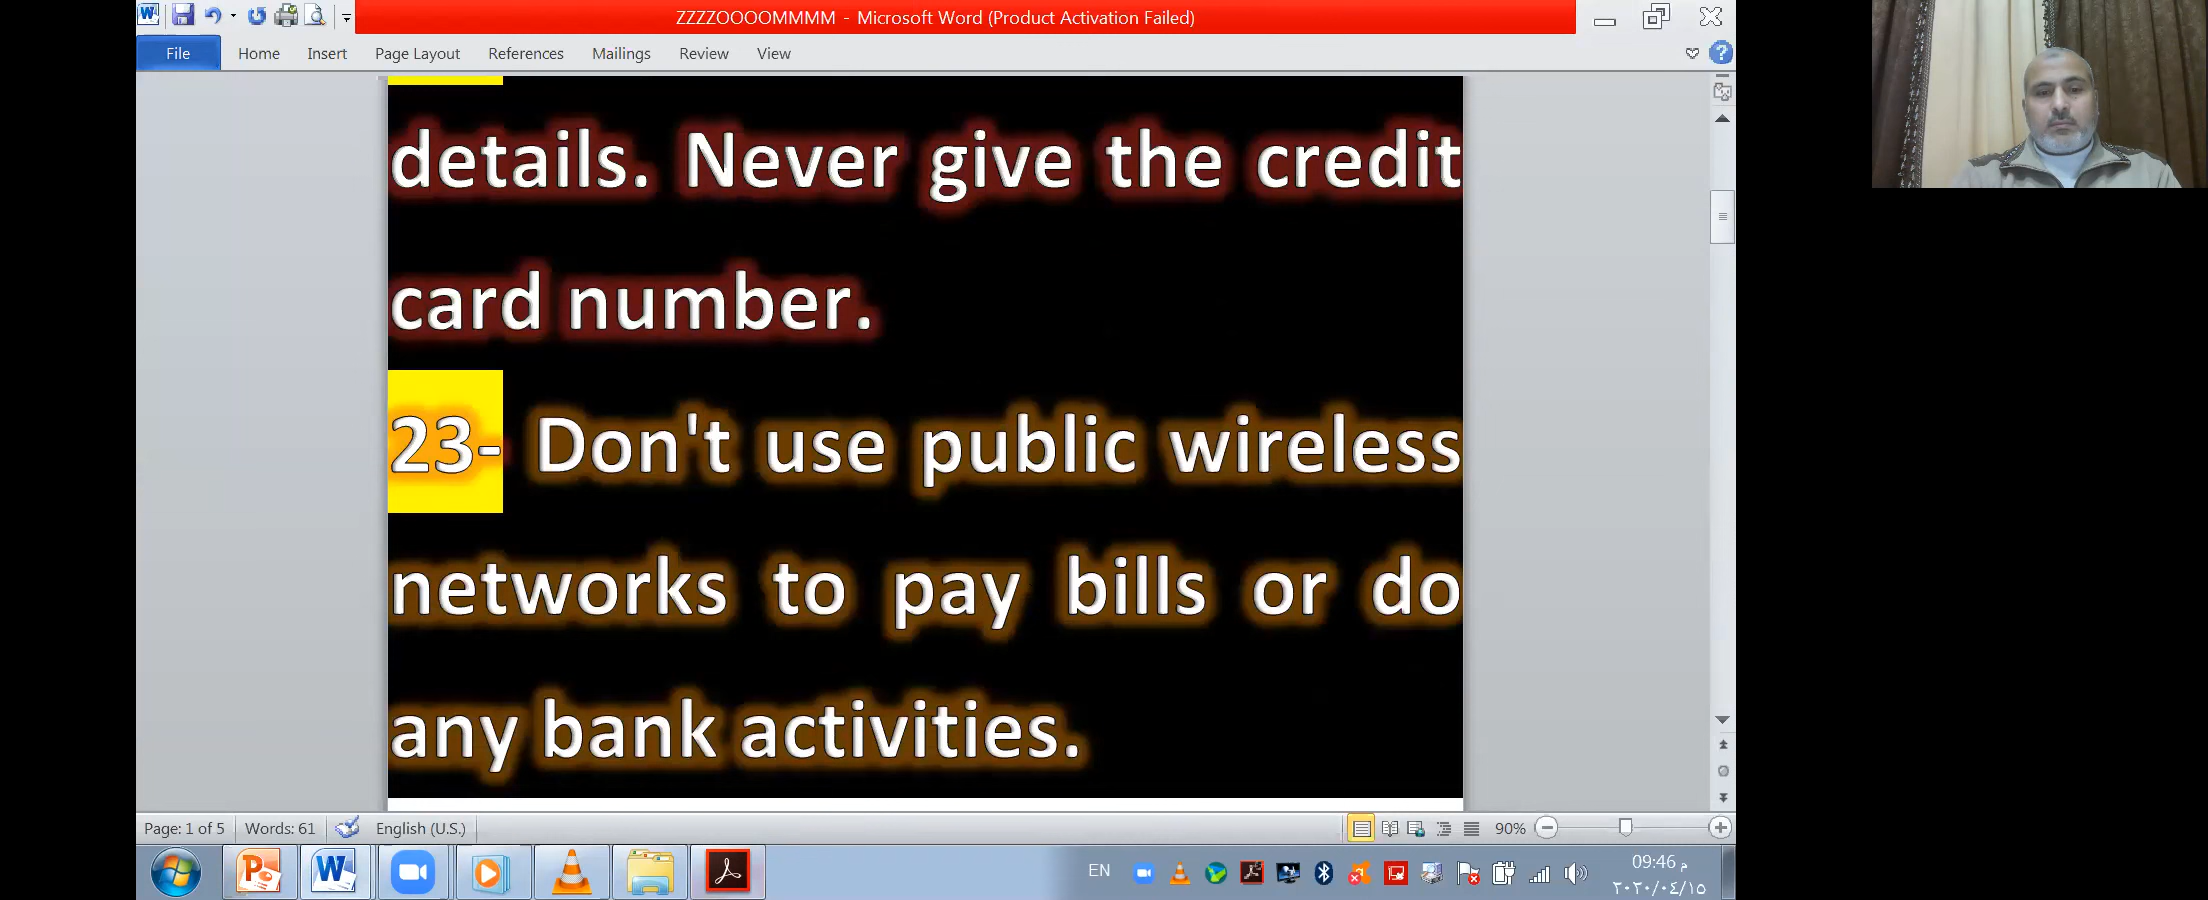 ZZZZOOOOMMMM - Microsoft Word (Product Activation Failed)
File Home Insert Page Layout References Mailings Review View
details. Never give the credit
card number.
23- Don't use public wireless
networks to pay bills or do
any bank activities.
Page: 1 of 5 Words: 61 English (U.S.) 90%
EN 09:46 م
٢٠٢٠/٠٤/١٥